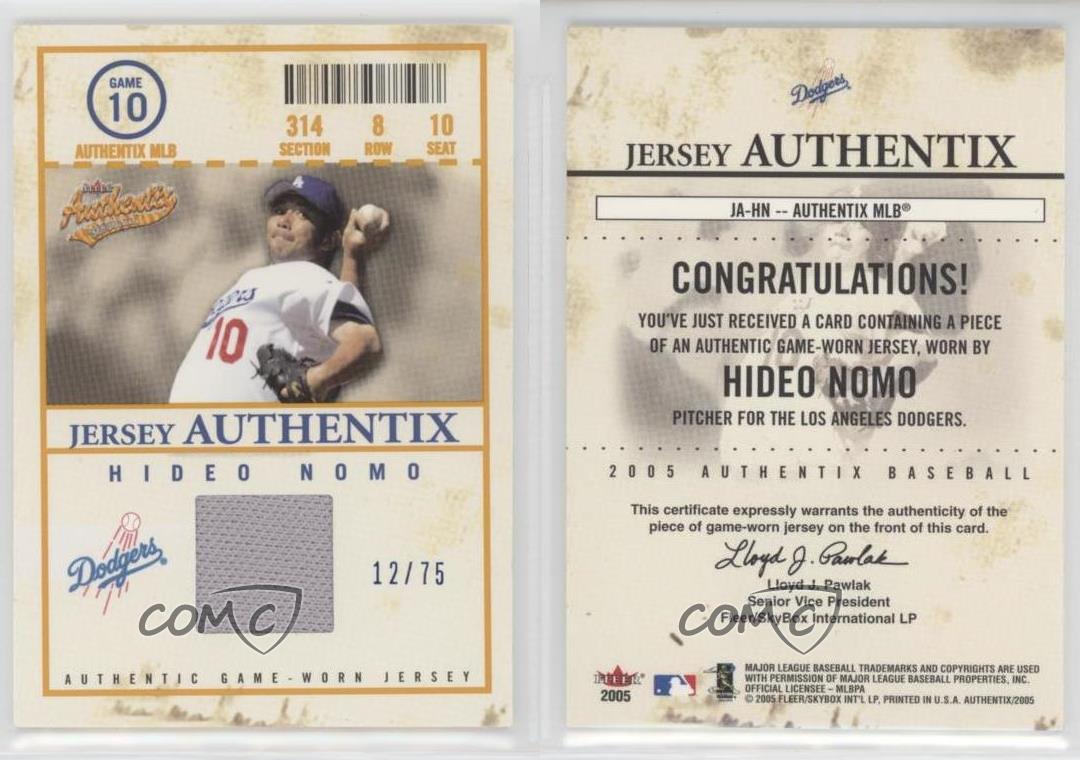 GAME
10
AUTHENTIX MLB
314 8 10
SECTION ROW SEAT
FLEER
Authentix
Dodgers
10
JERSEY AUTHENTIX
HIDEO NOMO
Dodgers
12/75
COMC
AUTHENTIC GAME-WORN JERSEY
Dodgers
JERSEY AUTHENTIX
JA-HN -- AUTHENTIX MLB®
CONGRATULATIONS!
YOU'VE JUST RECEIVED A CARD CONTAINING A PIECE
OF AN AUTHENTIC GAME-WORN JERSEY, WORN BY
HIDEO NOMO
PITCHER FOR THE LOS ANGELES DODGERS.
2005 AUTHENTIX BASEBALL
This certificate expressly warrants the authenticity of the
piece of game-worn jersey on the front of this card.
Lloyd J. Pawlak
Lloyd J. Pawlak
Senior Vice President
Fleer/SkyBox International LP
COMC
FLEER
2005
MAJOR LEAGUE BASEBALL TRADEMARKS AND COPYRIGHTS ARE USED
WITH PERMISSION OF MAJOR LEAGUE BASEBALL PROPERTIES, INC.
OFFICIAL LICENSEE – MLBPA
© 2005 FLEER/SKYBOX INT'L LP, PRINTED IN U.S.A. AUTHENTIX/2005